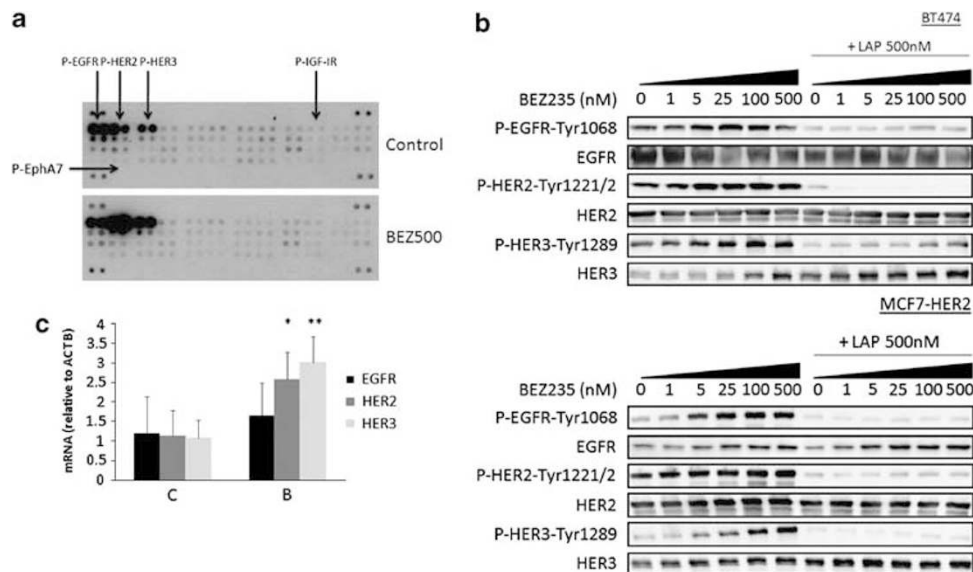 a
P-EGFR P-HER2 P-HER3
P-IGF-IR
Control
P-EphA7
BEZ500
c
mRNA (relative to ACTB)
4
3.5
3
2.5
2
1.5
1
0.5
0
* **
EGFR
HER2
HER3
C B
b
BT474
+ LAP 500nM
BEZ235 (nM) 0 1 5 25 100 500 0 1 5 25 100 500
P-EGFR-Tyr1068
EGFR
P-HER2-Tyr1221/2
HER2
P-HER3-Tyr1289
HER3
MCF7-HER2
+ LAP 500nM
BEZ235 (nM) 0 1 5 25 100 500 0 1 5 25 100 500
P-EGFR-Tyr1068
EGFR
P-HER2-Tyr1221/2
HER2
P-HER3-Tyr1289
HER3